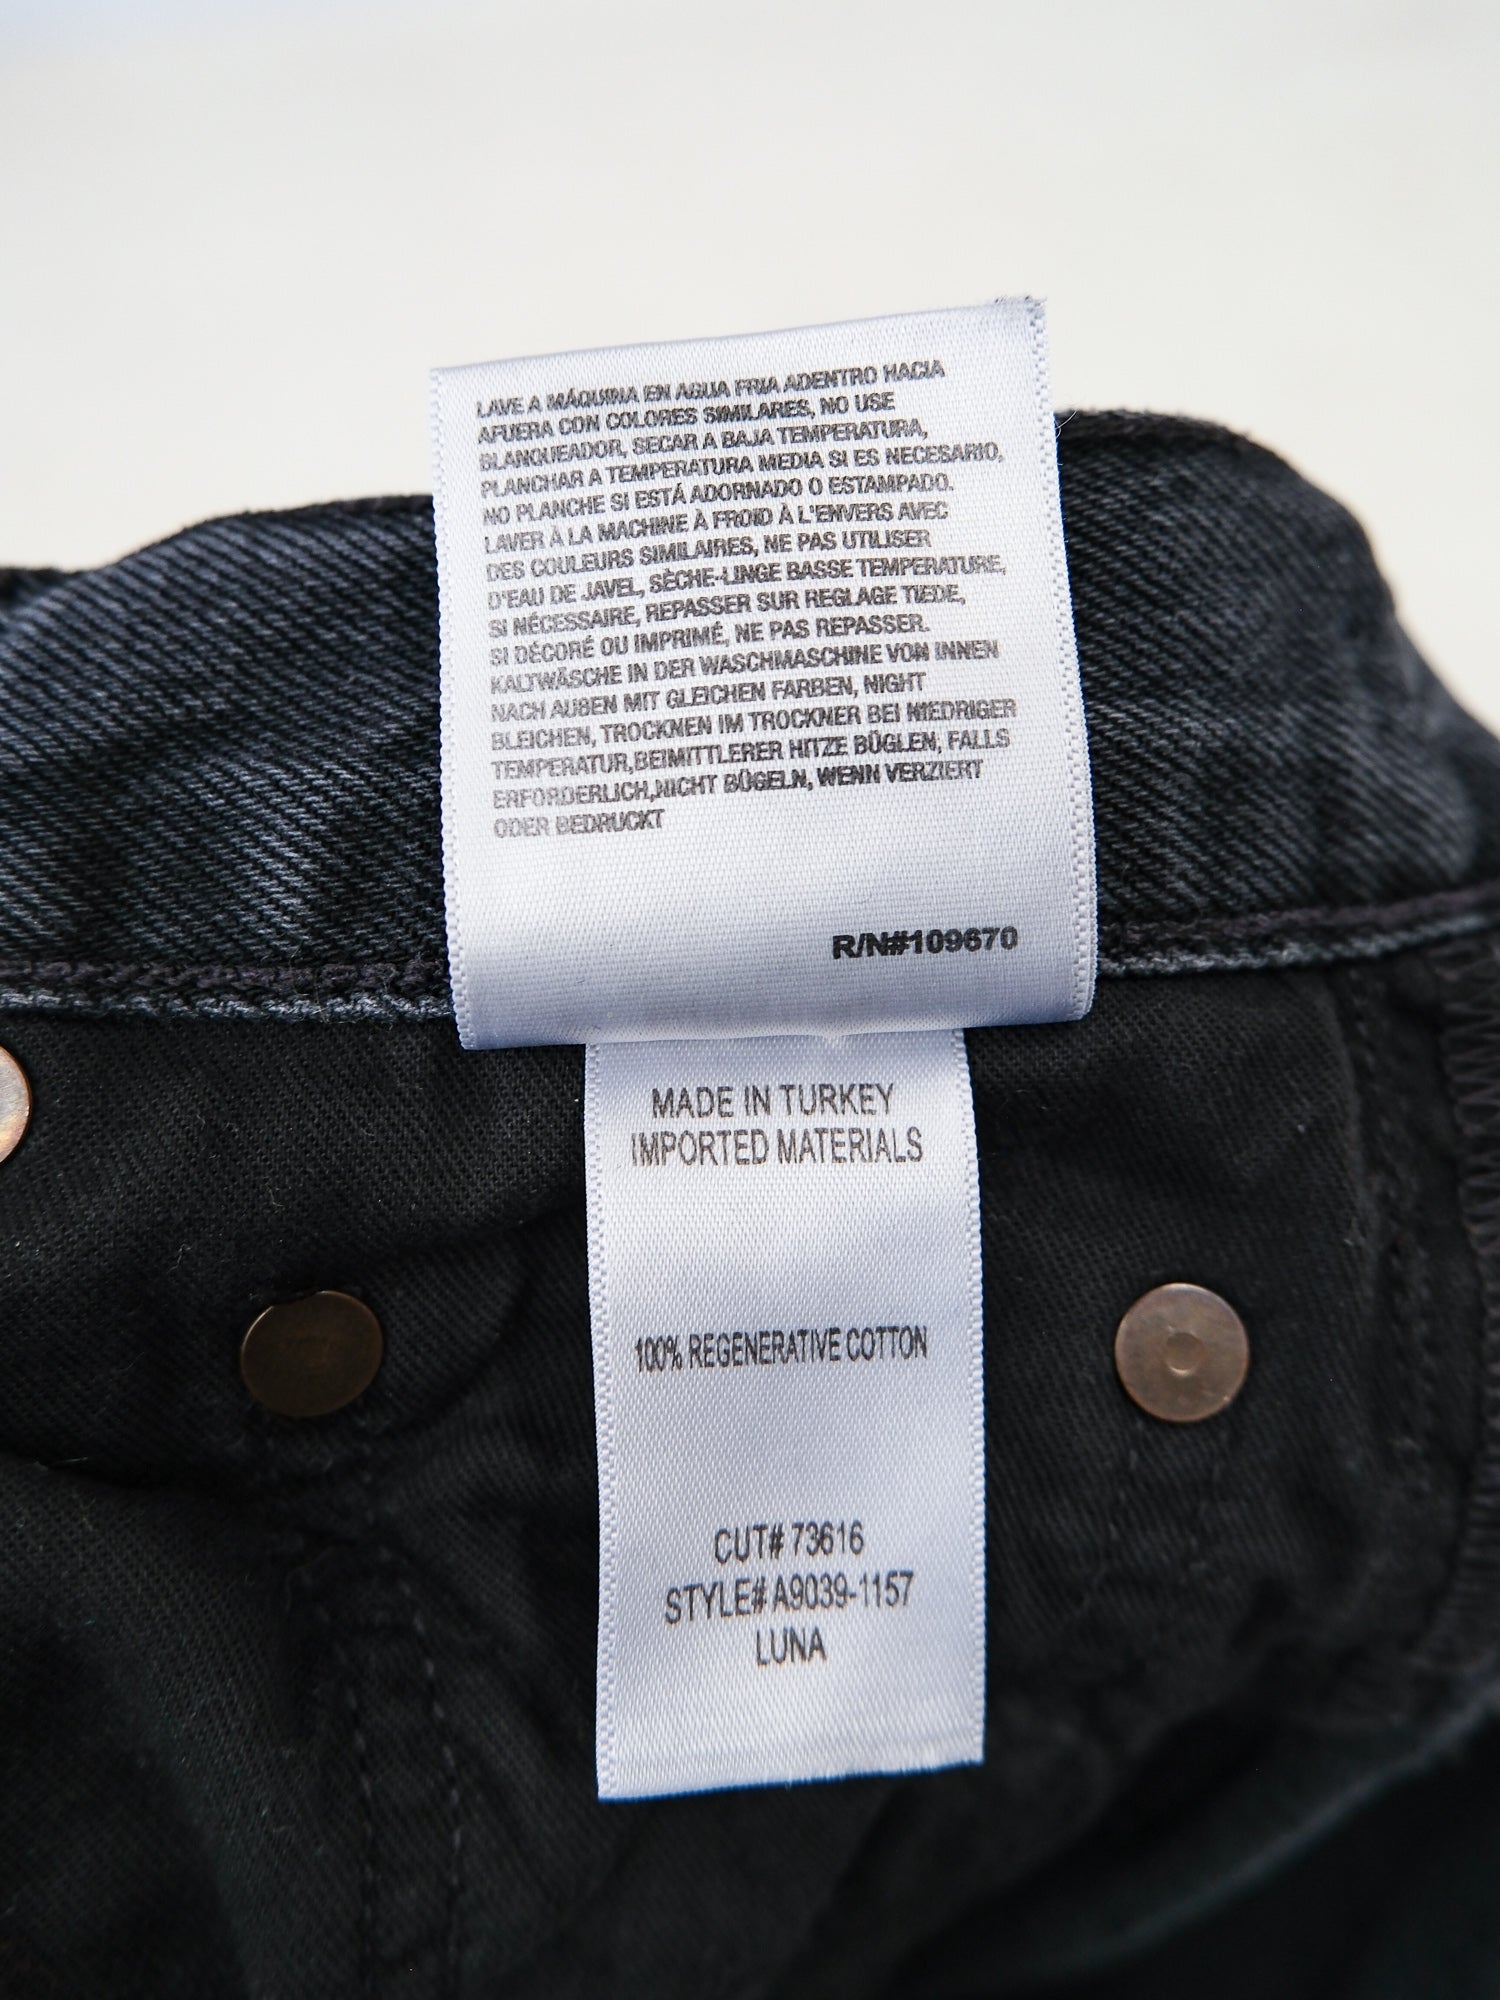 LAVE A MÁQUINA EN AGUA FRIA ADENTRO HACIA
AFUERA CON COLORES SIMILARES, NO USE
BLANQUEADOR, SECAR A BAJA TEMPERATURA,
PLANCHAR A TEMPERATURA MEDIA SI ES NECESARIO,
NO PLANCHE SI ESTÁ ADORNADO O ESTAMPADO.
LAVER À LA MACHINE À FROID À L'ENVERS AVEC
DES COULEURS SIMILAIRES, NE PAS UTILISER
D'EAU DE JAVEL, SÈCHE-LINGE BASSE TEMPERATURE,
SI NÉCESSAIRE, REPASSER SUR REGLAGE TIEDE,
SI DÉCORÉ OU IMPRIMÉ, NE PAS REPASSER.
KALTWÄSCHE IN DER WASCHMASCHINE VON INNEN
NACH AUßEN MIT GLEICHEN FARBEN, NIGHT
BLEICHEN, TROCKNEN IM TROCKNER BEI NIEDRIGER
TEMPERATUR,BEIMITTLERER HITZE BÜGLEN, FALLS
ERFORDERLICH,NICHT BÜGELN, WENN VERZIERT
ODER BEDRUCKT
R/N#109670
MADE IN TURKEY
IMPORTED MATERIALS
100% REGENERATIVE COTTON
CUT# 73616
STYLE# A9039-1157
LUNA